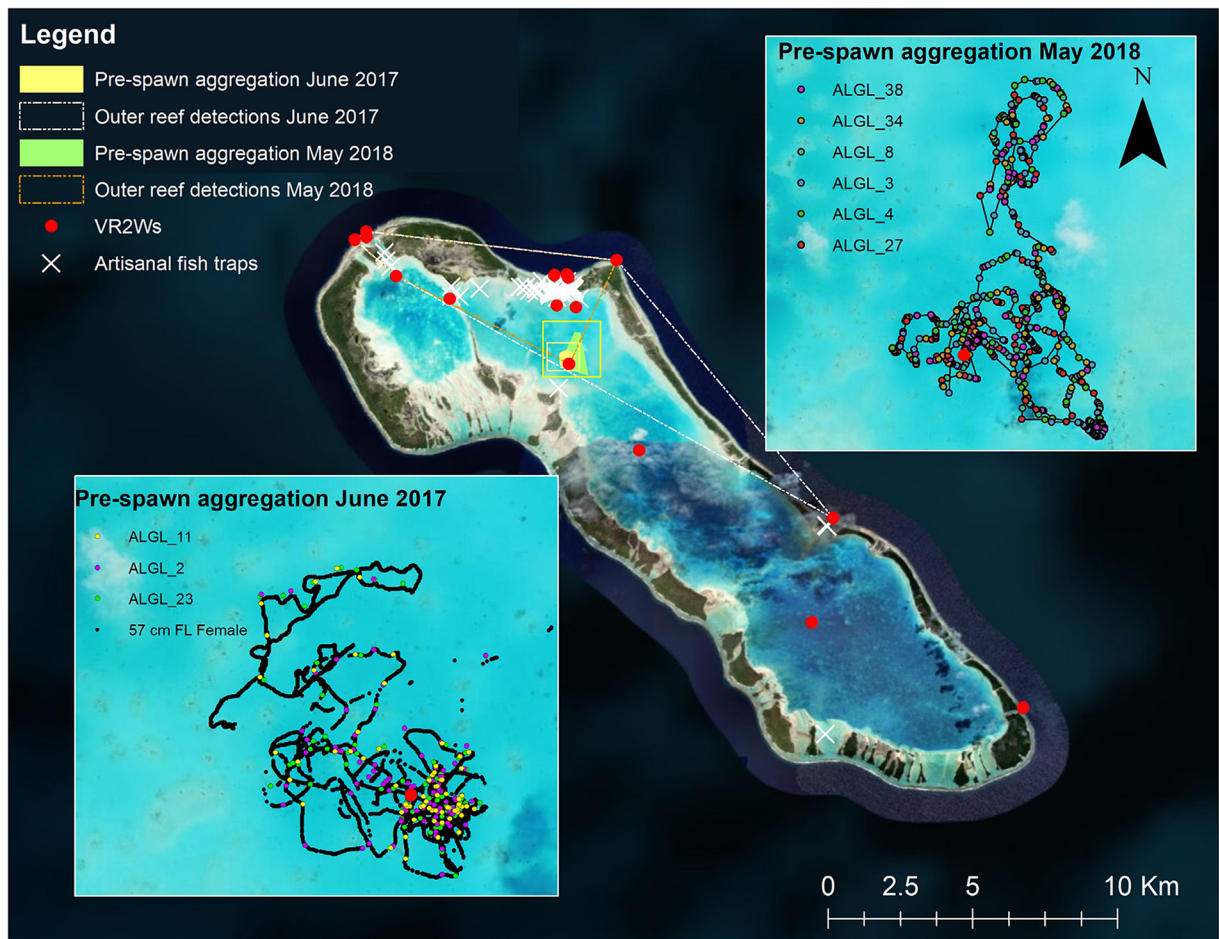 Legend
Pre-spawn aggregation June 2017
Outer reef detections June 2017
Pre-spawn aggregation May 2018
Outer reef detections May 2018
VR2Ws
Artisanal fish traps
Pre-spawn aggregation May 2018
N
ALGL_38
ALGL_34
ALGL_8
ALGL_3
ALGL_4
ALGL_27
Pre-spawn aggregation June 2017
ALGL_11
ALGL_2
ALGL_23
57 cm FL Female
0 2.5 5 10 Km